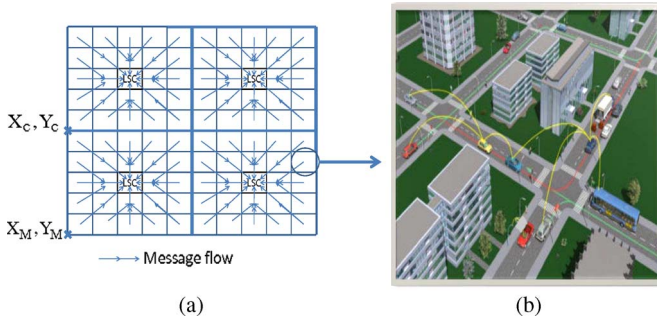 LSC LSC
X_C, Y_C
LSC LSC
X_M, Y_M
Message flow
(a) (b)